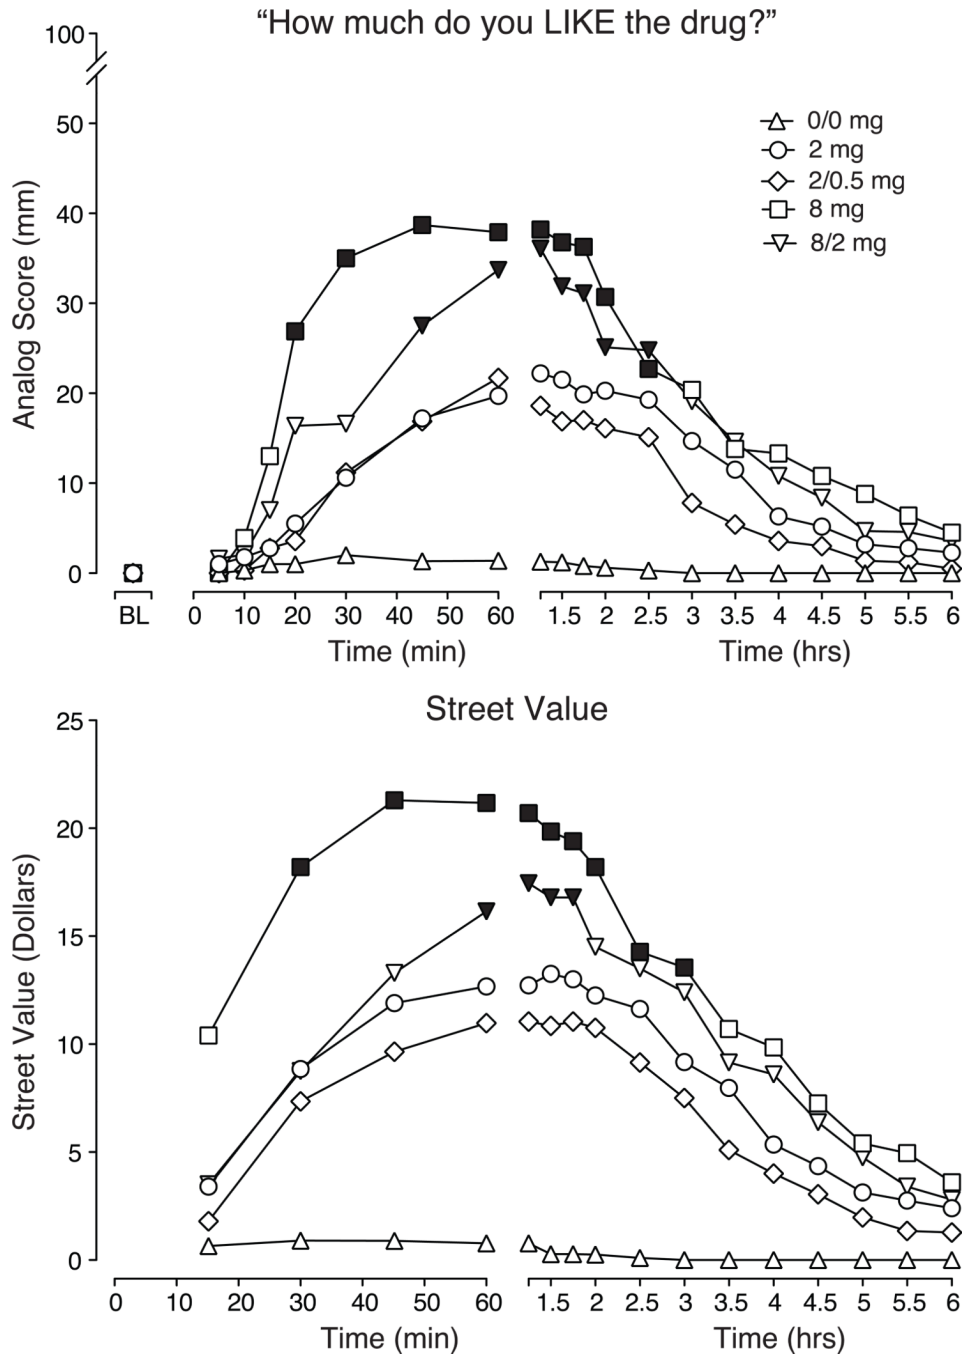 “How much do you LIKE the drug?”
100
50
40
30
20
10
0
Analog Score (mm)
0/0 mg
2 mg
2/0.5 mg
8 mg
8/2 mg
BL
0 10 20 30 40 50 60
1.5 2 2.5 3 3.5 4 4.5 5 5.5 6
Time (min)
Time (hrs)
Street Value
25
20
15
10
5
0
Street Value (Dollars)
0 10 20 30 40 50 60
1.5 2 2.5 3 3.5 4 4.5 5 5.5 6
Time (min)
Time (hrs)